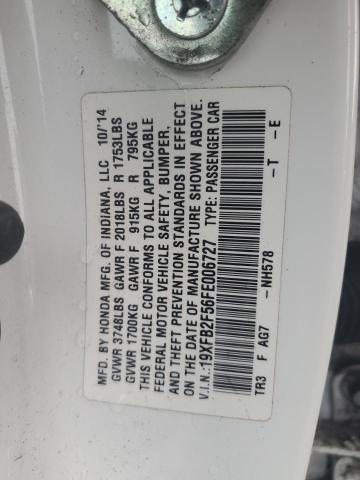 MFD. BY HONDA MFG. OF INDIANA, LLC 10/'14
GVWR 3748LBS GAWR F 2018LBS R 1753LBS
GVWR 1700KG GAWR F 915KG R 795KG
THIS VEHICLE CONFORMS TO ALL APPLICABLE
FEDERAL MOTOR VEHICLE SAFETY, BUMPER,
AND THEFT PREVENTION STANDARDS IN EFFECT
ON THE DATE OF MANUFACTURE SHOWN ABOVE.
V.I.N.: 19XFB2F56FE006727 TYPE: PASSENGER CAR
TR3 F AG7 -NH578 -T -E